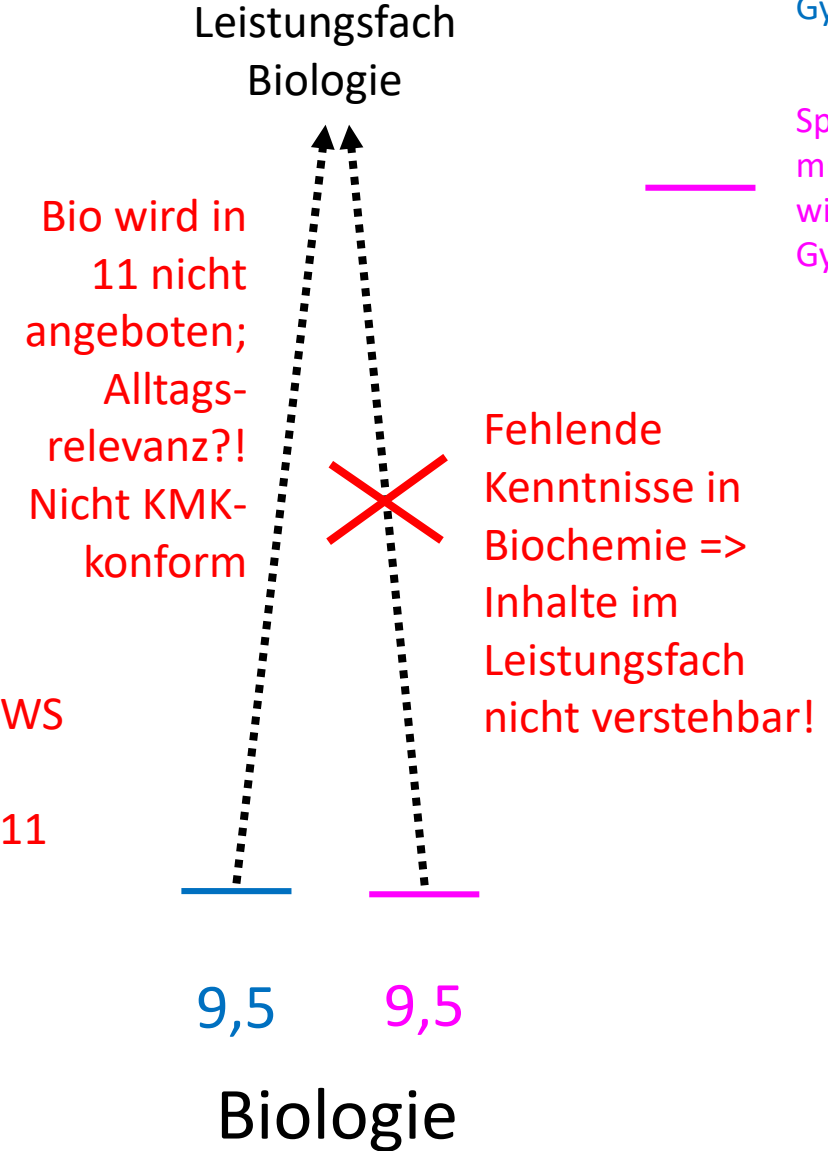 Leistungsfach
Biologie
Bio wird in
11 nicht
angeboten;
Alltags-
relevanz?!
Nicht KMK-
konform
Fehlende
Kenntnisse in
Biochemie =>
Inhalte im
Leistungsfach
nicht verstehbar!
WS
11
9,5
9,5
Biologie